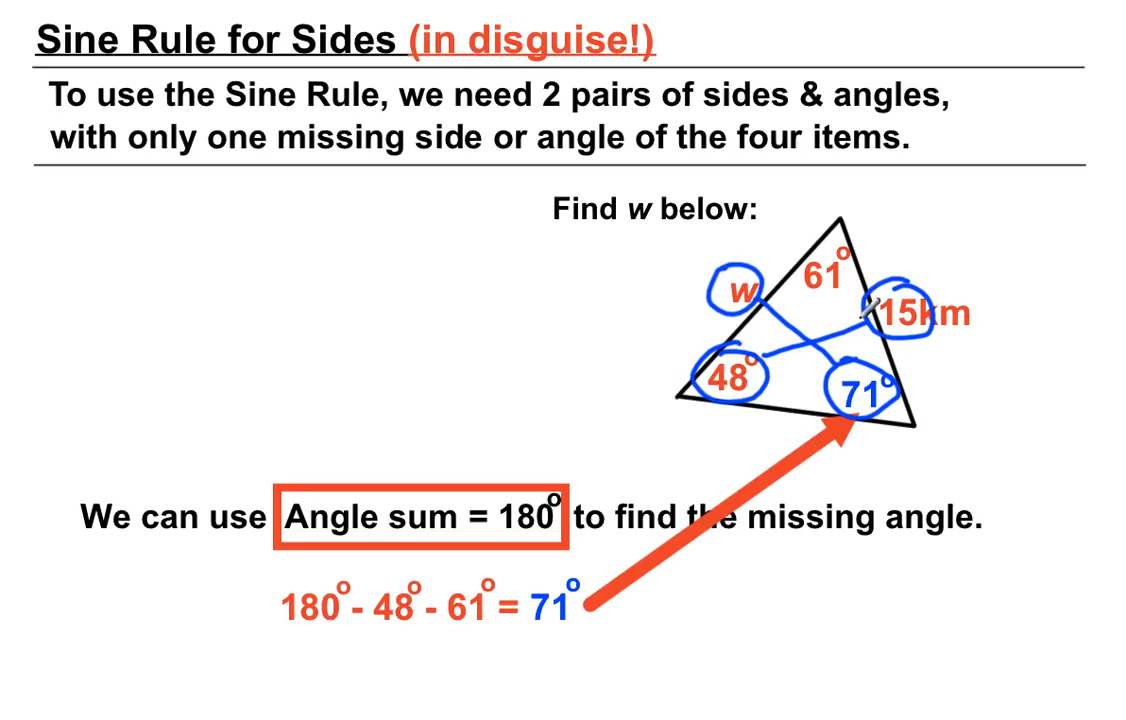 Sine Rule for Sides (in disguise!)
To use the Sine Rule, we need 2 pairs of sides & angles,
with only one missing side or angle of the four items.
Find w below:
61°
w
15km
48°
71°
We can use Angle sum = 180° to find the missing angle.
180° - 48° - 61° = 71°